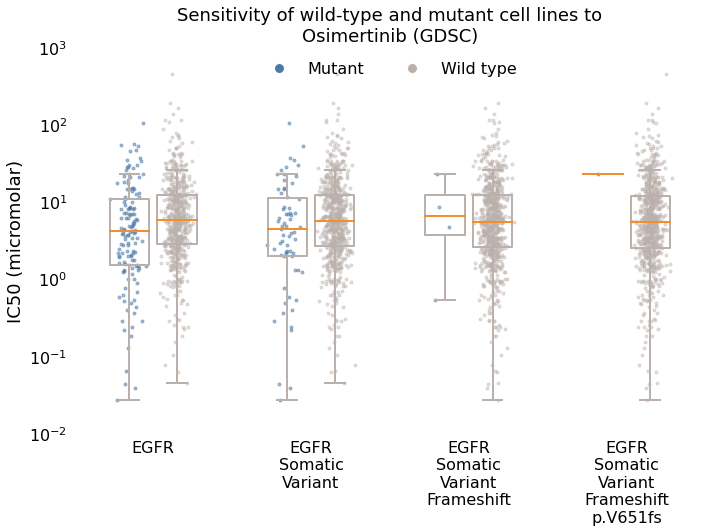 Sensitivity of wild-type and mutant cell lines to
Osimertinib (GDSC)
Mutant
Wild type
IC50 (micromolar)
10³
10²
10¹
10⁰
10⁻¹
10⁻²
EGFR
EGFR
Somatic
Variant
EGFR
Somatic
Variant
Frameshift
EGFR
Somatic
Variant
Frameshift
p.V651fs